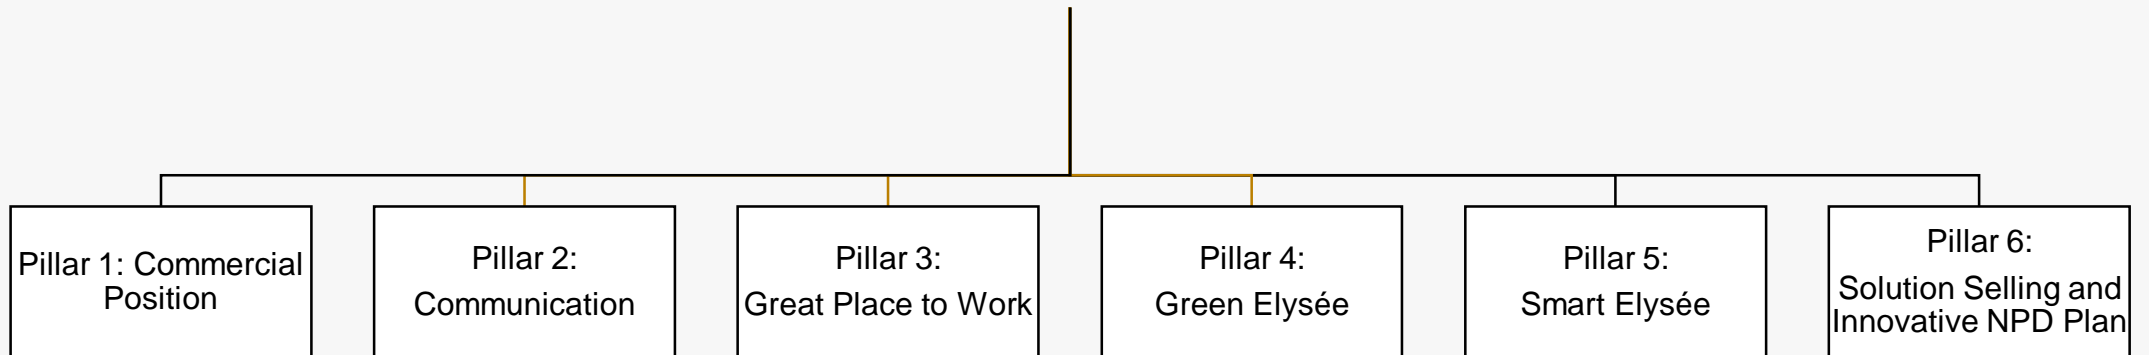 Pillar 1: Commercial
Position
Pillar 2:
Communication
Pillar 3:
Great Place to Work
Pillar 4:
Green Elysée
Pillar 5:
Smart Elysée
Pillar 6:
Solution Selling and
Innovative NPD Plan